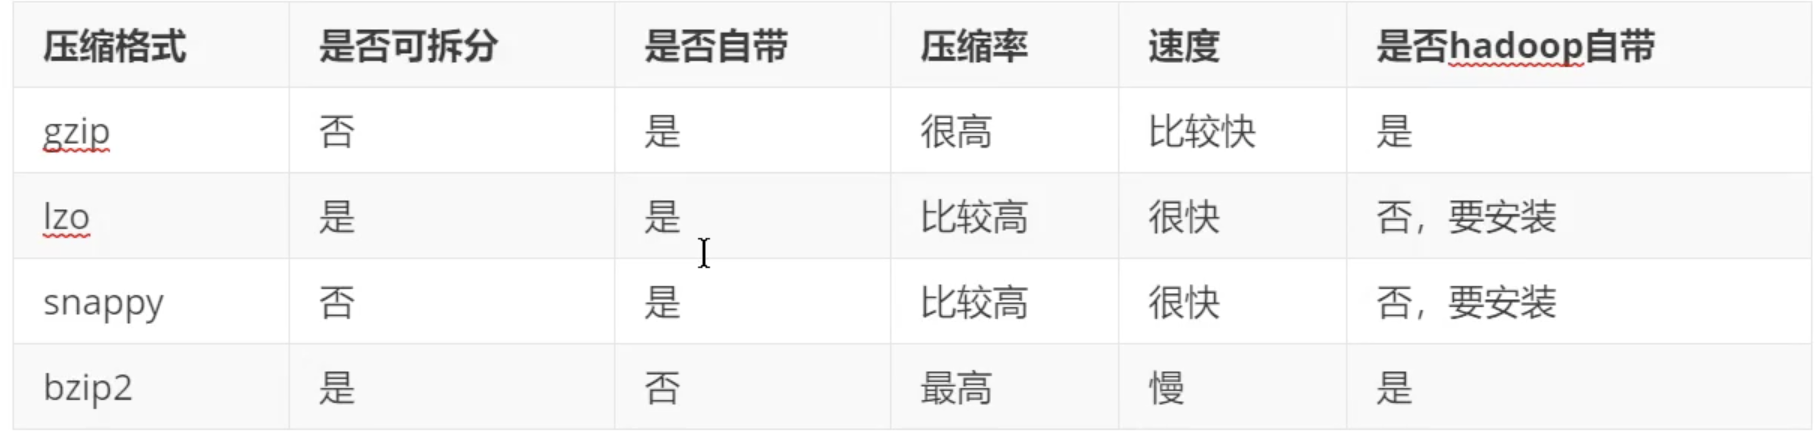 压缩格式 是否可拆分 是否自带 压缩率 速度 是否hadoop自带
gzip 否 是 很高 比较快 是
lzo 是 是 比较高 很快 否，要安装
snappy 否 是 比较高 很快 否，要安装
bzip2 是 否 最高 慢 是